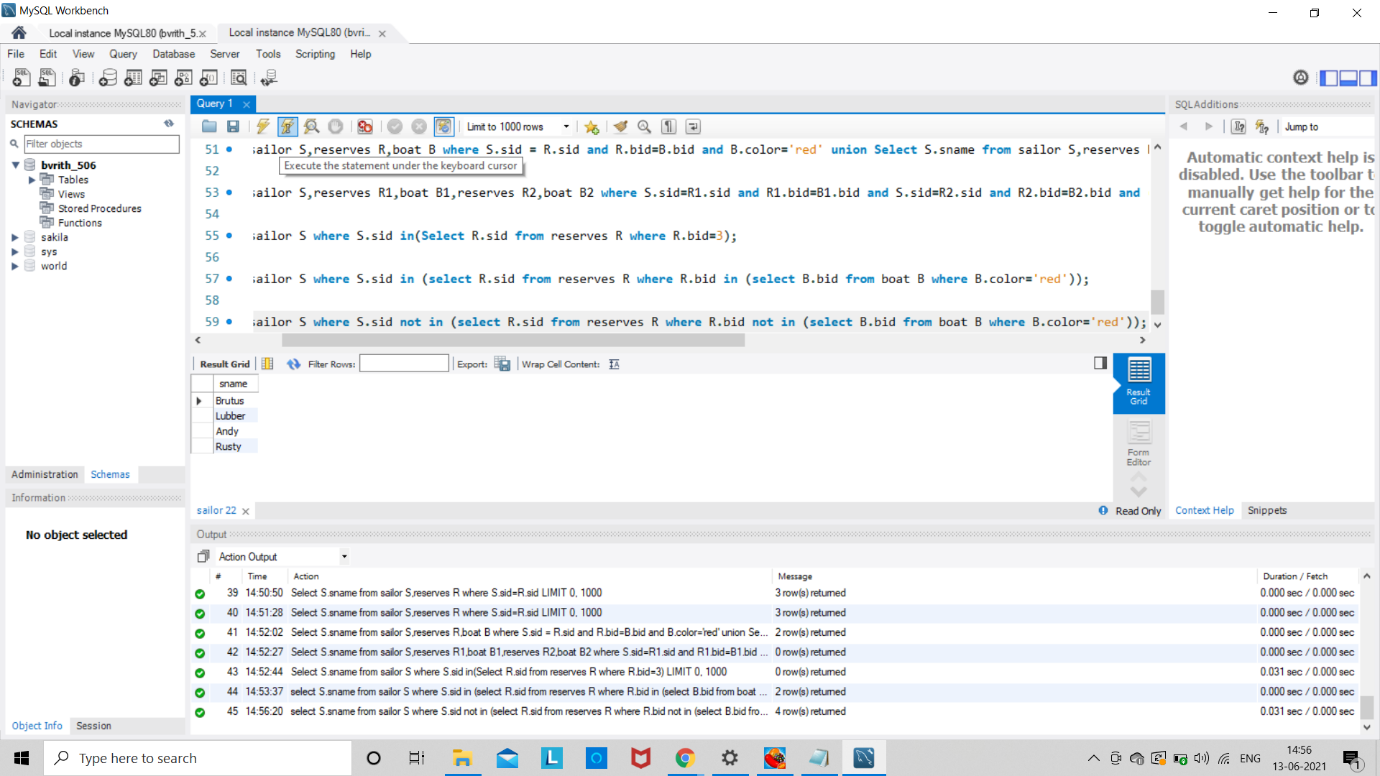 MySQL Workbench
Local instance MySQL80 (bvrith_5... x
Local instance MySQL80 (bvri... x
File Edit View Query Database Server Tools Scripting Help
Navigator
SCHEMAS
Filter objects
bvrith_506
Tables
Views
Stored Procedures
Functions
sakila
sys
world
Administration Schemas
Information
No object selected
Object Info Session
Query 1
Limit to 1000 rows
51 sailor S,reserves R,boat B where S.sid = R.sid and R.bid=B.bid and B.color='red' union Select S.sname from sailor S,reserves
Execute the statement under the keyboard cursor
52
53 sailor S,reserves R1,boat B1,reserves R2,boat B2 where S.sid=R1.sid and R1.bid=B1.bid and S.sid=R2.sid and R2.bid=B2.bid and
54
55 sailor S where S.sid in(Select R.sid from reserves R where R.bid=3);
56
57 sailor S where S.sid in (select R.sid from reserves R where R.bid in (select B.bid from boat B where B.color='red'));
58
59 sailor S where S.sid not in (select R.sid from reserves R where R.bid not in (select B.bid from boat B where B.color='red'));
Result Grid Filter Rows: Export: Wrap Cell Content:
sname
Brutus
Lubber
Andy
Rusty
Result Grid
Form Editor
sailor 22 x
Read Only
SQLAdditions
Jump to
Automatic context help is
disabled. Use the toolbar t
manually get help for the
current caret position or to
toggle automatic help.
Context Help Snippets
Output
Action Output
# Time Action Message Duration / Fetch
39 14:50:50 Select S.sname from sailor S,reserves R where S.sid=R.sid LIMIT 0, 1000 3 row(s) returned 0.000 sec / 0.000 sec
40 14:51:28 Select S.sname from sailor S,reserves R where S.sid=R.sid LIMIT 0, 1000 3 row(s) returned 0.000 sec / 0.000 sec
41 14:52:02 Select S.sname from sailor S,reserves R,boat B where S.sid = R.sid and R.bid=B.bid and B.color='red' union Se... 2 row(s) returned 0.000 sec / 0.000 sec
42 14:52:27 Select S.sname from sailor S,reserves R1,boat B1,reserves R2,boat B2 where S.sid=R1.sid and R1.bid=B1.bid ... 0 row(s) returned 0.000 sec / 0.000 sec
43 14:52:44 Select S.sname from sailor S where S.sid in(Select R.sid from reserves R where R.bid=3) LIMIT 0, 1000 0 row(s) returned 0.031 sec / 0.000 sec
44 14:53:37 select S.sname from sailor S where S.sid in (select R.sid from reserves R where R.bid in (select B.bid from boat ... 2 row(s) returned 0.000 sec / 0.000 sec
45 14:56:20 select S.sname from sailor S where S.sid not in (select R.sid from reserves R where R.bid not in (select B.bid fro... 4 row(s) returned 0.031 sec / 0.000 sec
Type here to search
ENG
14:56
13-06-2021
1